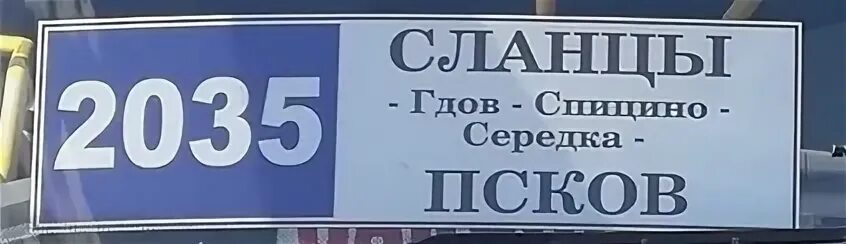 2035
СЛАНЦЫ
- Гдов - Спицино -
Середка -
ПСКОВ